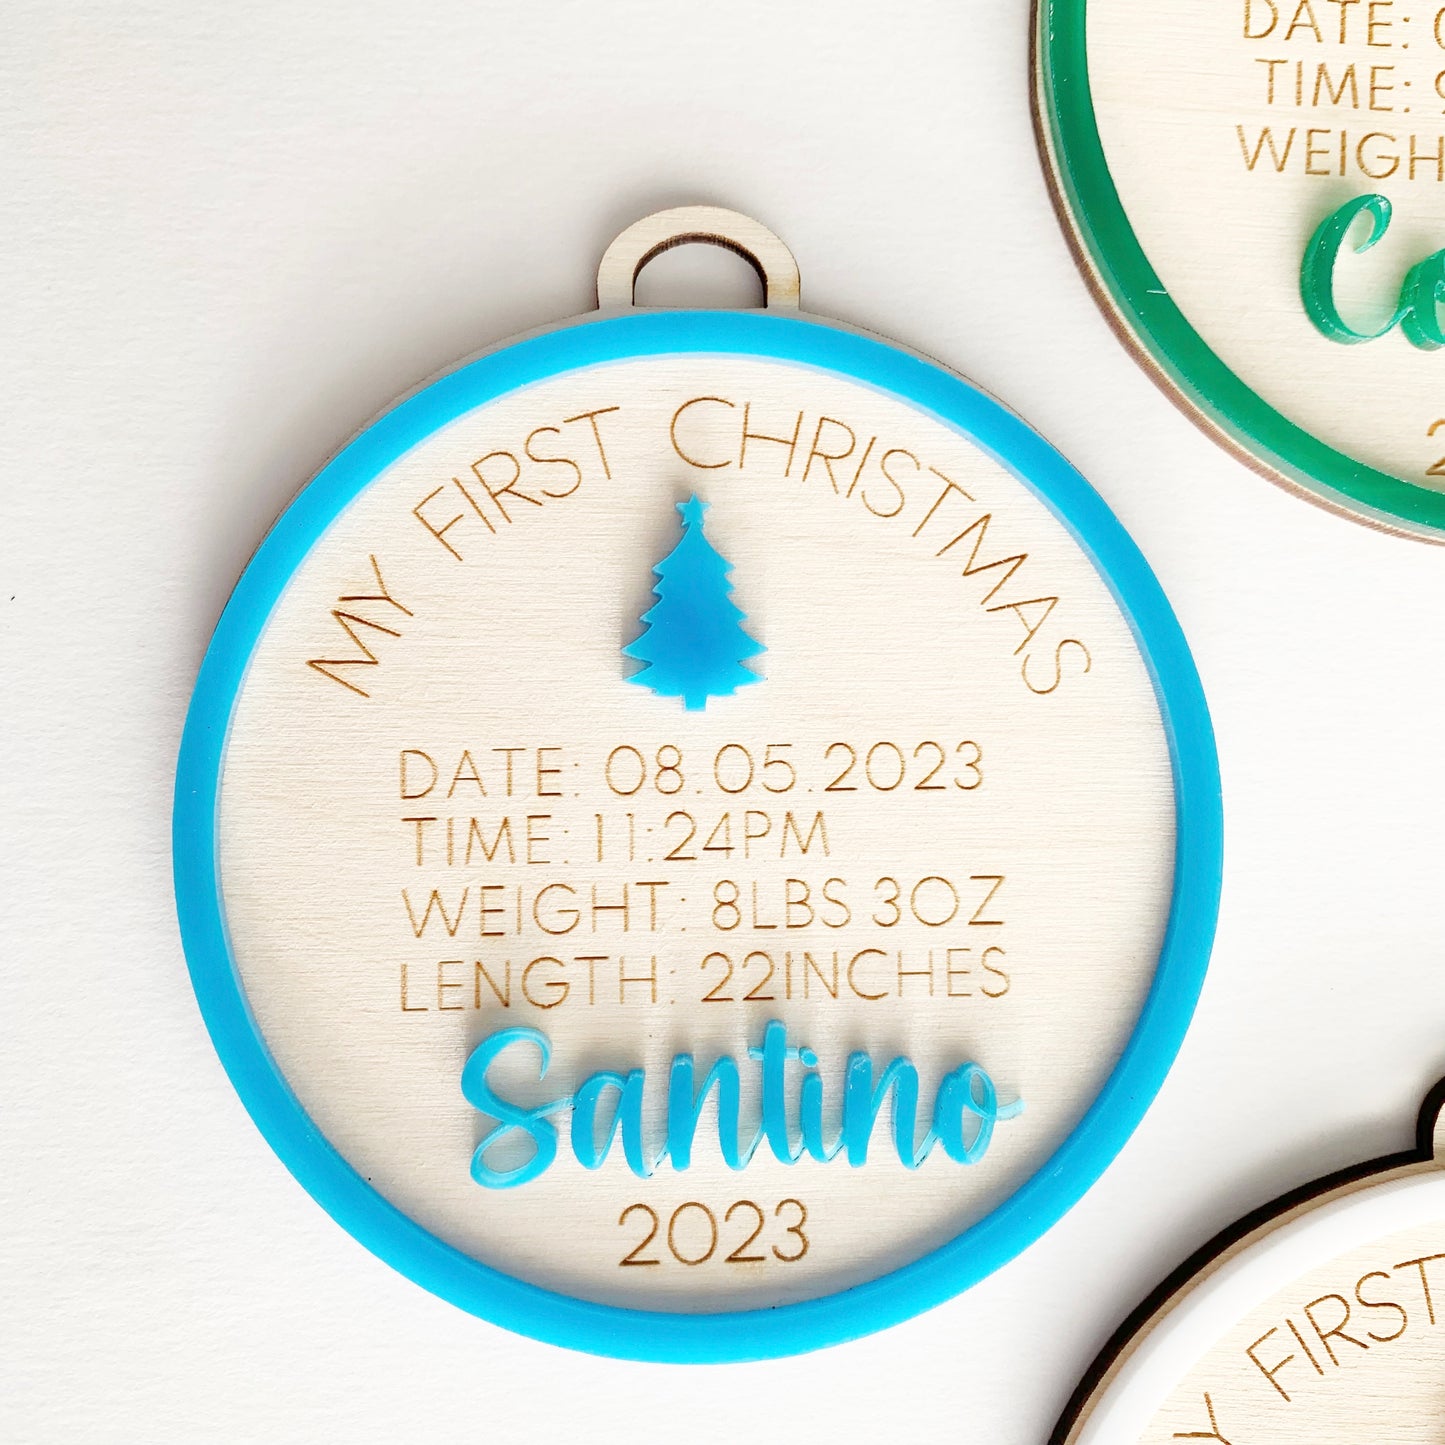 MY FIRST CHRISTMAS
DATE: 08.05.2023
TIME: 11:24PM
WEIGHT: 8LBS 3OZ
LENGTH: 22INCHES
Santino
2023
DATE:
TIME:
FIRST